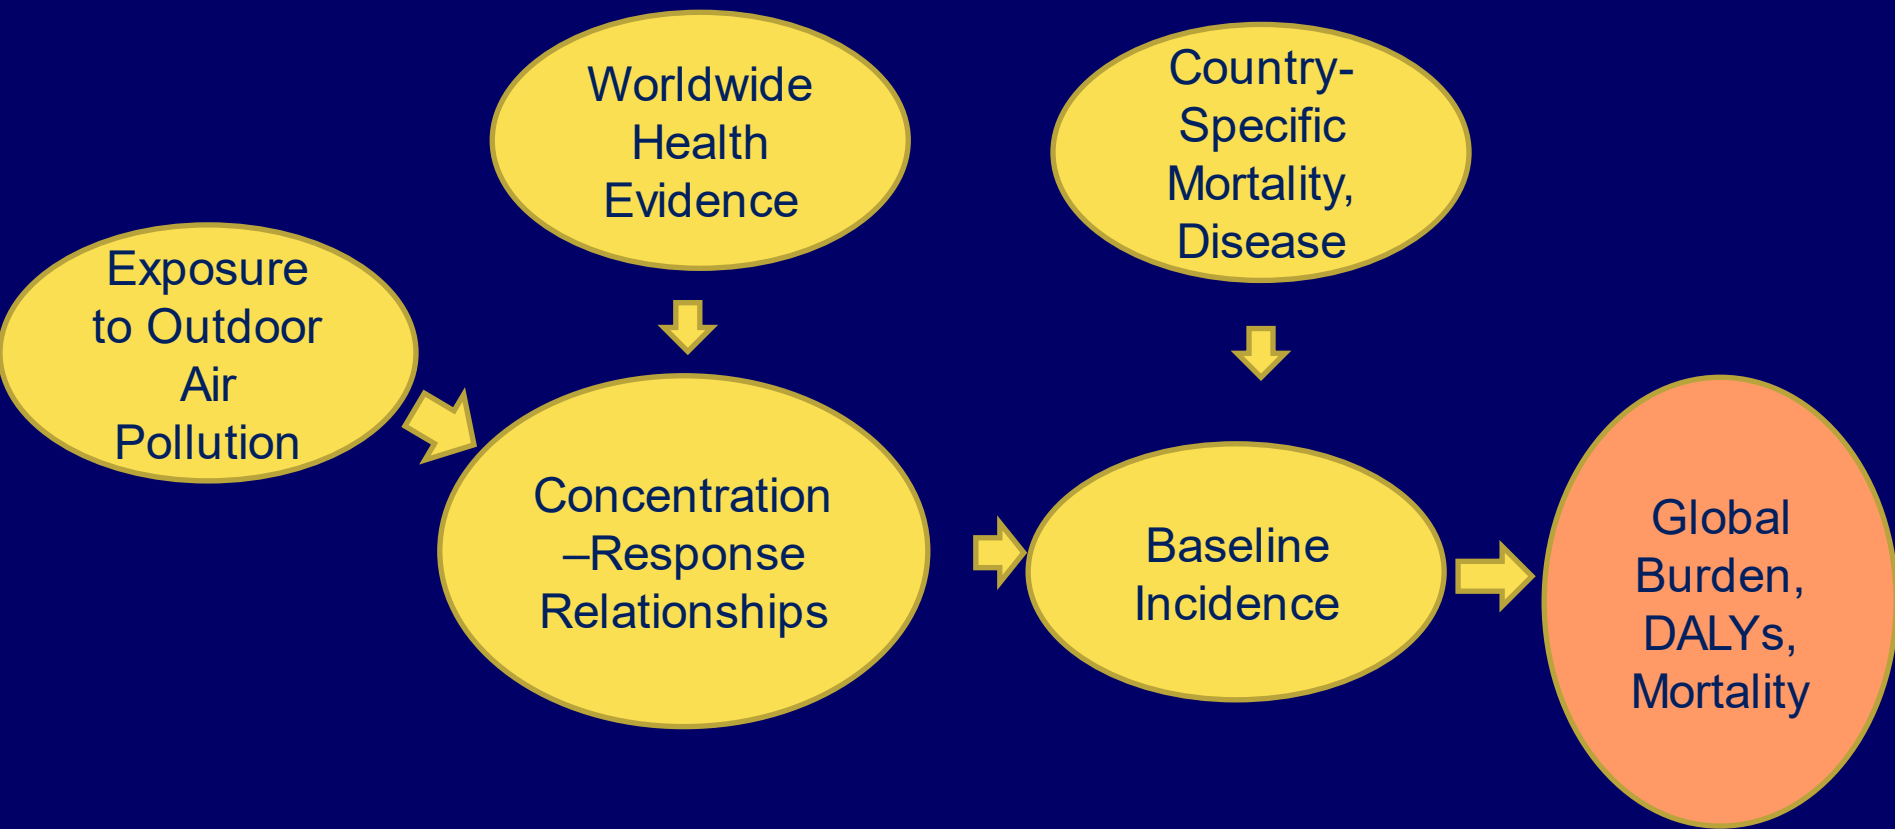 Worldwide
Health
Evidence
Country-
Specific
Mortality,
Disease
Exposure
to Outdoor
Air
Pollution
Concentration
–Response
Relationships
Baseline
Incidence
Global
Burden,
DALYs,
Mortality